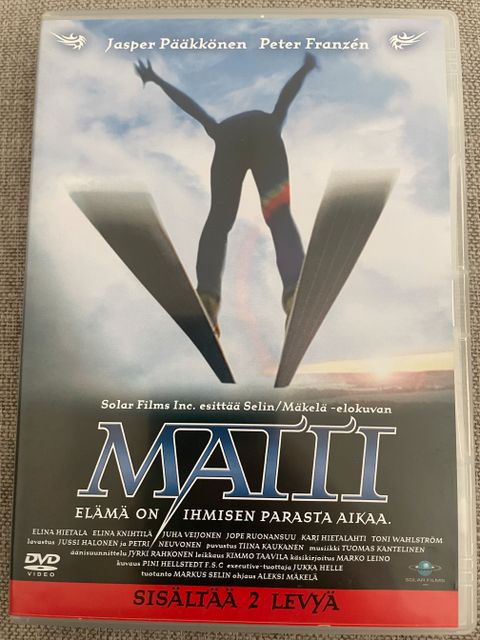 Jasper Pääkkönen Peter Franzén
Solar Films Inc. esittää Selin/Mäkelä -elokuvan
MATTI
ELÄMÄ ON IHMISEN PARASTA AIKAA.
ELINA HIETALA ELINA KNIHTILÄ JUHA VEIJONEN JOPE RUONANSUU KARI HIETALAHTI TONI WAHLSTRÖM
lavastus JUSSI HALONEN ja PETRI NEUVONEN puvustus TIINA KAUKANEN musiikki TUOMAS KANTELINEN
äänisuunnittelu JYRKI RAHKONEN leikkaus KIMMO TAAVILA käsikirjoitus MARKO LEINO
kuvaus PINI HELLSTEDT F.S.C executive-tuottaja JUKKA HELLE
tuotanto MARKUS SELIN ohjaus ALEKSI MÄKELÄ
DVD
VIDEO
SOLAR FILMS
SISÄLTÄÄ 2 LEVYÄ